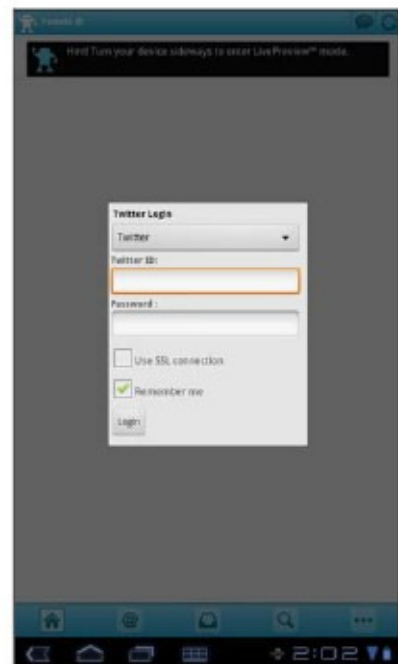 Tweets @
Hint! Turn your device sideways to enter LivePreview™ mode.
Twitter Login
Twitter
Twitter ID:
Password :
Use SSL connection
Remember me
Login
@
2:02